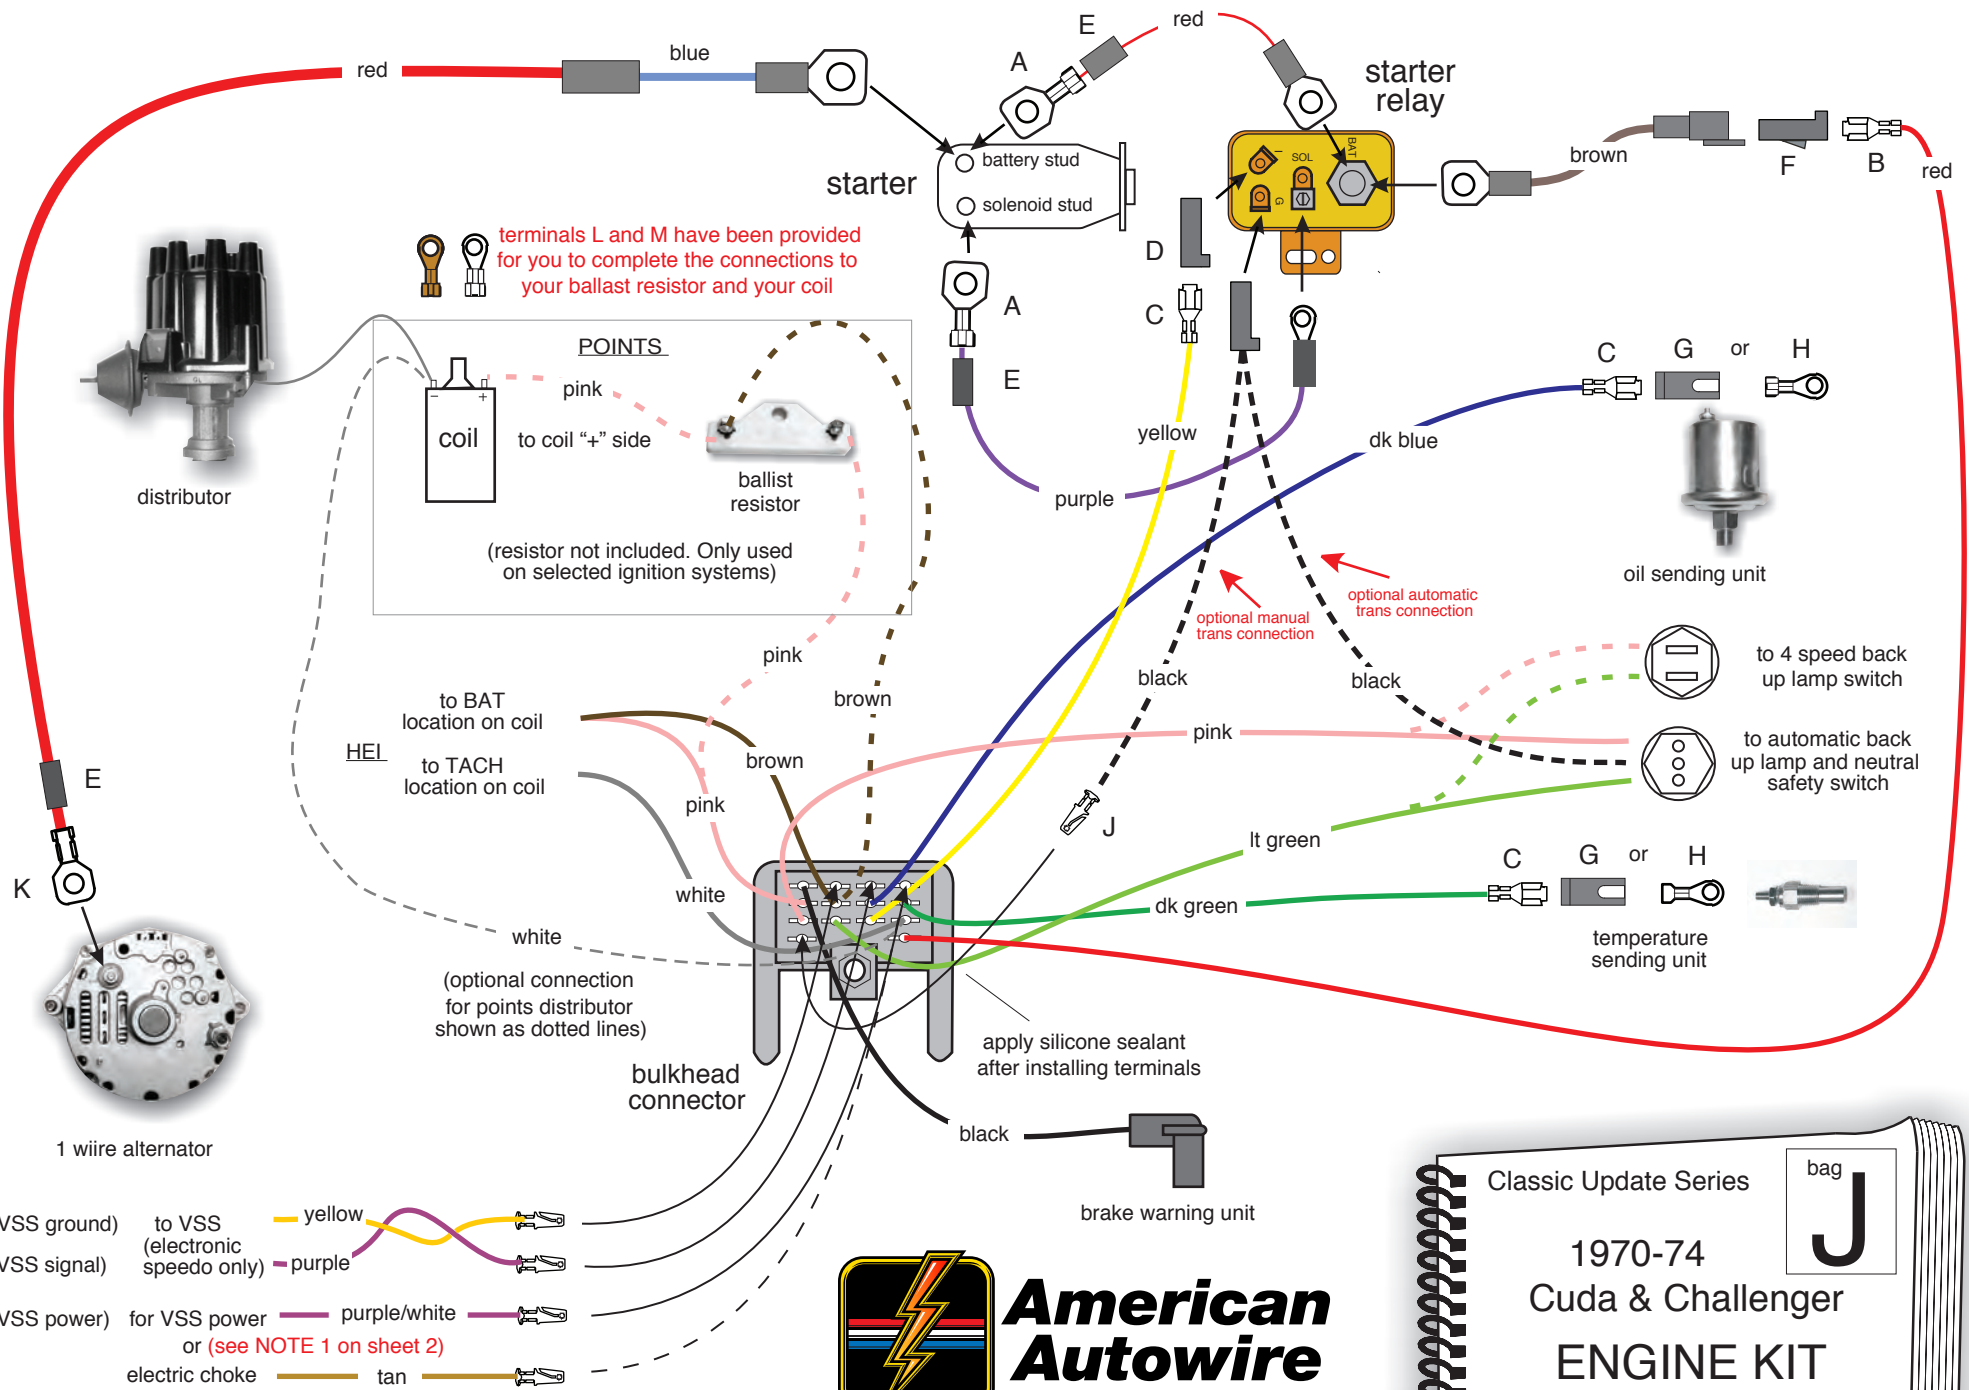 red
blue
A
E
red
starter
relay
battery stud
solenoid stud
starter
I
SOL
BAT
G
brown
F
B
red
terminals L and M have been provided
for you to complete the connections to
your ballast resistor and your coil
A
E
D
C
POINTS
pink
coil
- +
to coil “+” side
ballist
resistor
(resistor not included. Only used
on selected ignition systems)
distributor
yellow
purple
dk blue
C
G
or
H
oil sending unit
optional manual
trans connection
optional automatic
trans connection
pink
brown
black
black
to 4 speed back
up lamp switch
to BAT
location on coil
HEI
to TACH
location on coil
brown
pink
pink
to automatic back
up lamp and neutral
safety switch
E
K
J
lt green
white
white
C
G
or
H
dk green
temperature
sending unit
(optional connection
for points distributor
shown as dotted lines)
apply silicone sealant
after installing terminals
bulkhead
connector
black
brake warning unit
1 wiire alternator
VSS ground)
to VSS
(electronic
speedo only)
yellow
VSS signal)
purple
VSS power)
for VSS power
purple/white
or (see NOTE 1 on sheet 2)
electric choke
tan
American
Autowire
Classic Update Series
bag
J
1970-74
Cuda & Challenger
ENGINE KIT